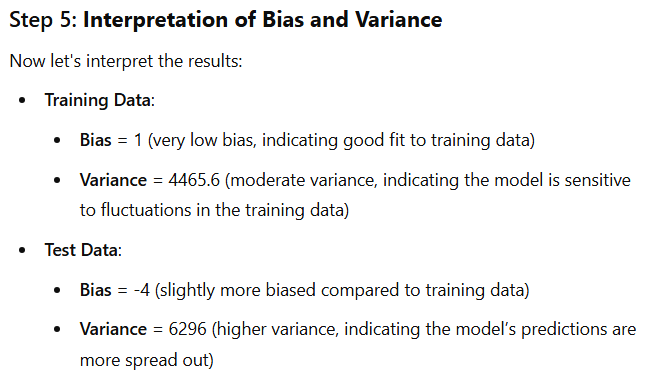 Step 5: Interpretation of Bias and Variance
Now let's interpret the results:
• Training Data:
• Bias = 1 (very low bias, indicating good fit to training data)
• Variance = 4465.6 (moderate variance, indicating the model is sensitive
to fluctuations in the training data)
• Test Data:
• Bias = -4 (slightly more biased compared to training data)
• Variance = 6296 (higher variance, indicating the model’s predictions are
more spread out)